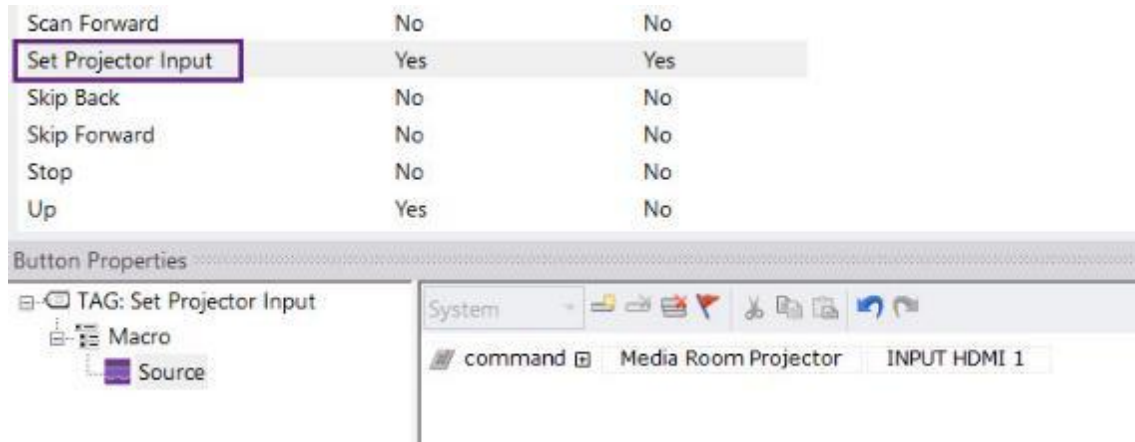 Scan Forward No No
Set Projector Input Yes Yes
Skip Back No No
Skip Forward No No
Stop No No
Up Yes No
Button Properties
TAG: Set Projector Input
System
Macro
command Media Room Projector INPUT HDMI 1
Source